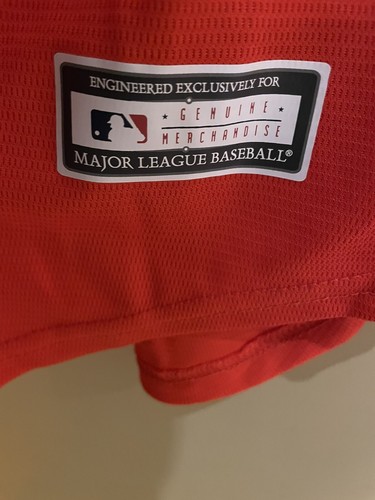 ENGINEERED EXCLUSIVELY FOR
★ GENUINE ★
MERCHANDISE
MAJOR LEAGUE BASEBALL®